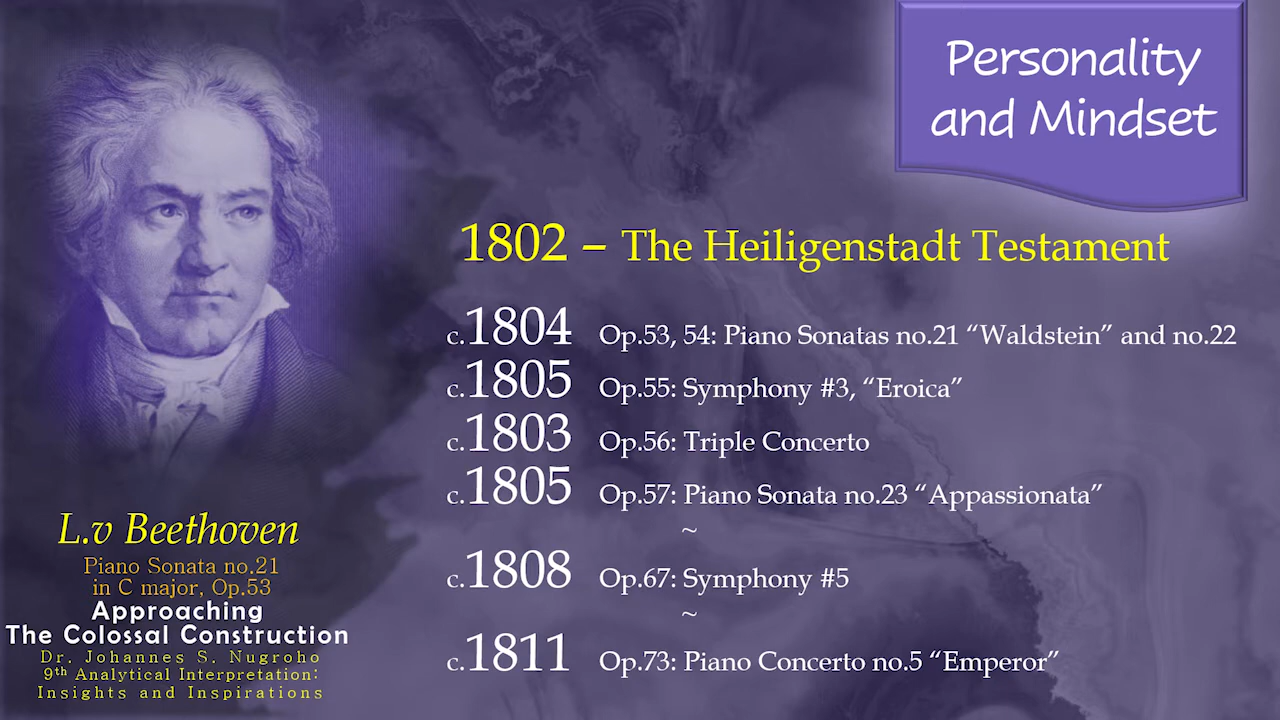 Personality
and Mindset
1802 – The Heiligenstadt Testament
c.1804 Op.53, 54: Piano Sonatas no.21 “Waldstein” and no.22
c.1805 Op.55: Symphony #3, “Eroica”
c.1803 Op.56: Triple Concerto
c.1805 Op.57: Piano Sonata no.23 “Appassionata”
~
c.1808 Op.67: Symphony #5
~
c.1811 Op.73: Piano Concerto no.5 “Emperor”
L.v Beethoven
Piano Sonata no.21
in C major, Op.53
Approaching
The Colossal Construction
Dr. Johannes S. Nugroho
9th Analytical Interpretation:
Insights and Inspirations